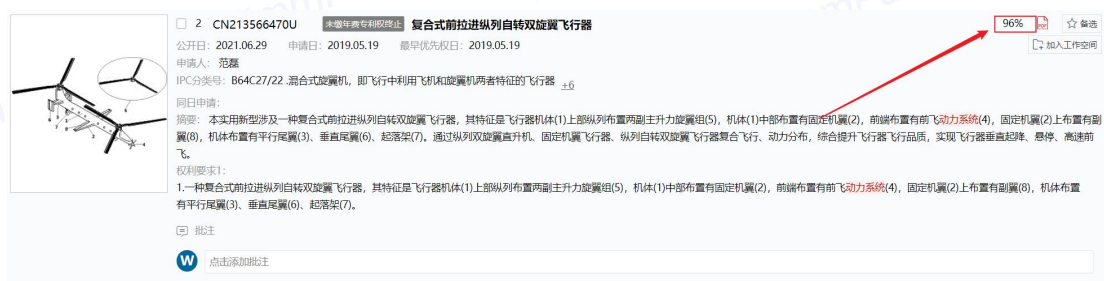 2 CN213566470U 未缴年费专利权终止 复合式前拉进纵列自转双旋翼飞行器 96% PDF 备选
公开日: 2021.06.29 申请日: 2019.05.19 最早优先权日: 2019.05.19 加入工作空间
申请人: 范磊
IPC分类号: B64C27/22 .混合式旋翼机, 即飞行中利用飞机和旋翼机两者特征的飞行器 +6
同日申请:
摘要: 本实用新型涉及一种复合式前拉进纵列自转双旋翼飞行器, 其特征是飞行器机体(1)上部纵列布置两副主升力旋翼组(5), 机体(1)中部布置有固定机翼(2), 前端布置有前飞动力系统(4), 固定机翼(2)上布置有副
翼(8), 机体布置有平行尾翼(3)、垂直尾翼(6)、起落架(7)。通过纵列双旋翼直升机、固定机翼飞行器、纵列自转双旋翼飞行器复合飞行、动力分布, 综合提升飞行器飞行品质, 实现飞行器垂直起降、悬停、高速前
飞。
权利要求1:
1.一种复合式前拉进纵列自转双旋翼飞行器, 其特征是飞行器机体(1)上部纵列布置两副主升力旋翼组(5), 机体(1)中部布置有固定机翼(2), 前端布置有前飞动力系统(4), 固定机翼(2)上布置有副翼(8), 机体布置
有平行尾翼(3)、垂直尾翼(6)、起落架(7)。
批注
W 点击添加批注